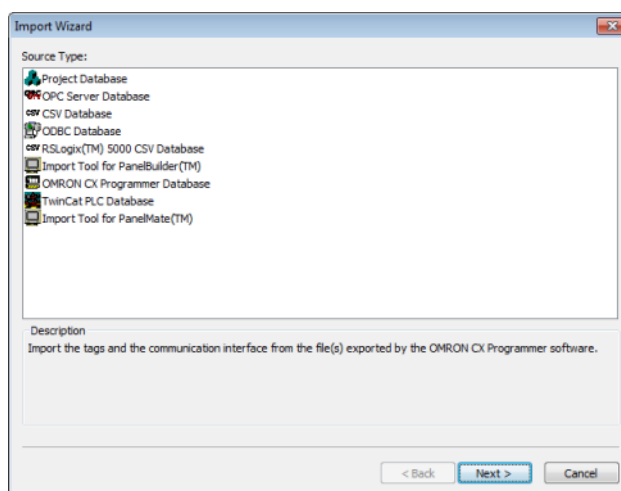 Import Wizard
Source Type:
Project Database
OPC Server Database
CSV CSV Database
ODBC Database
CSV RSLogix(TM) 5000 CSV Database
Import Tool for PanelBuilder(TM)
OMRON CX Programmer Database
TwinCat PLC Database
Import Tool for PanelMate(TM)
Description
Import the tags and the communication interface from the file(s) exported by the OMRON CX Programmer software.
< Back Next > Cancel